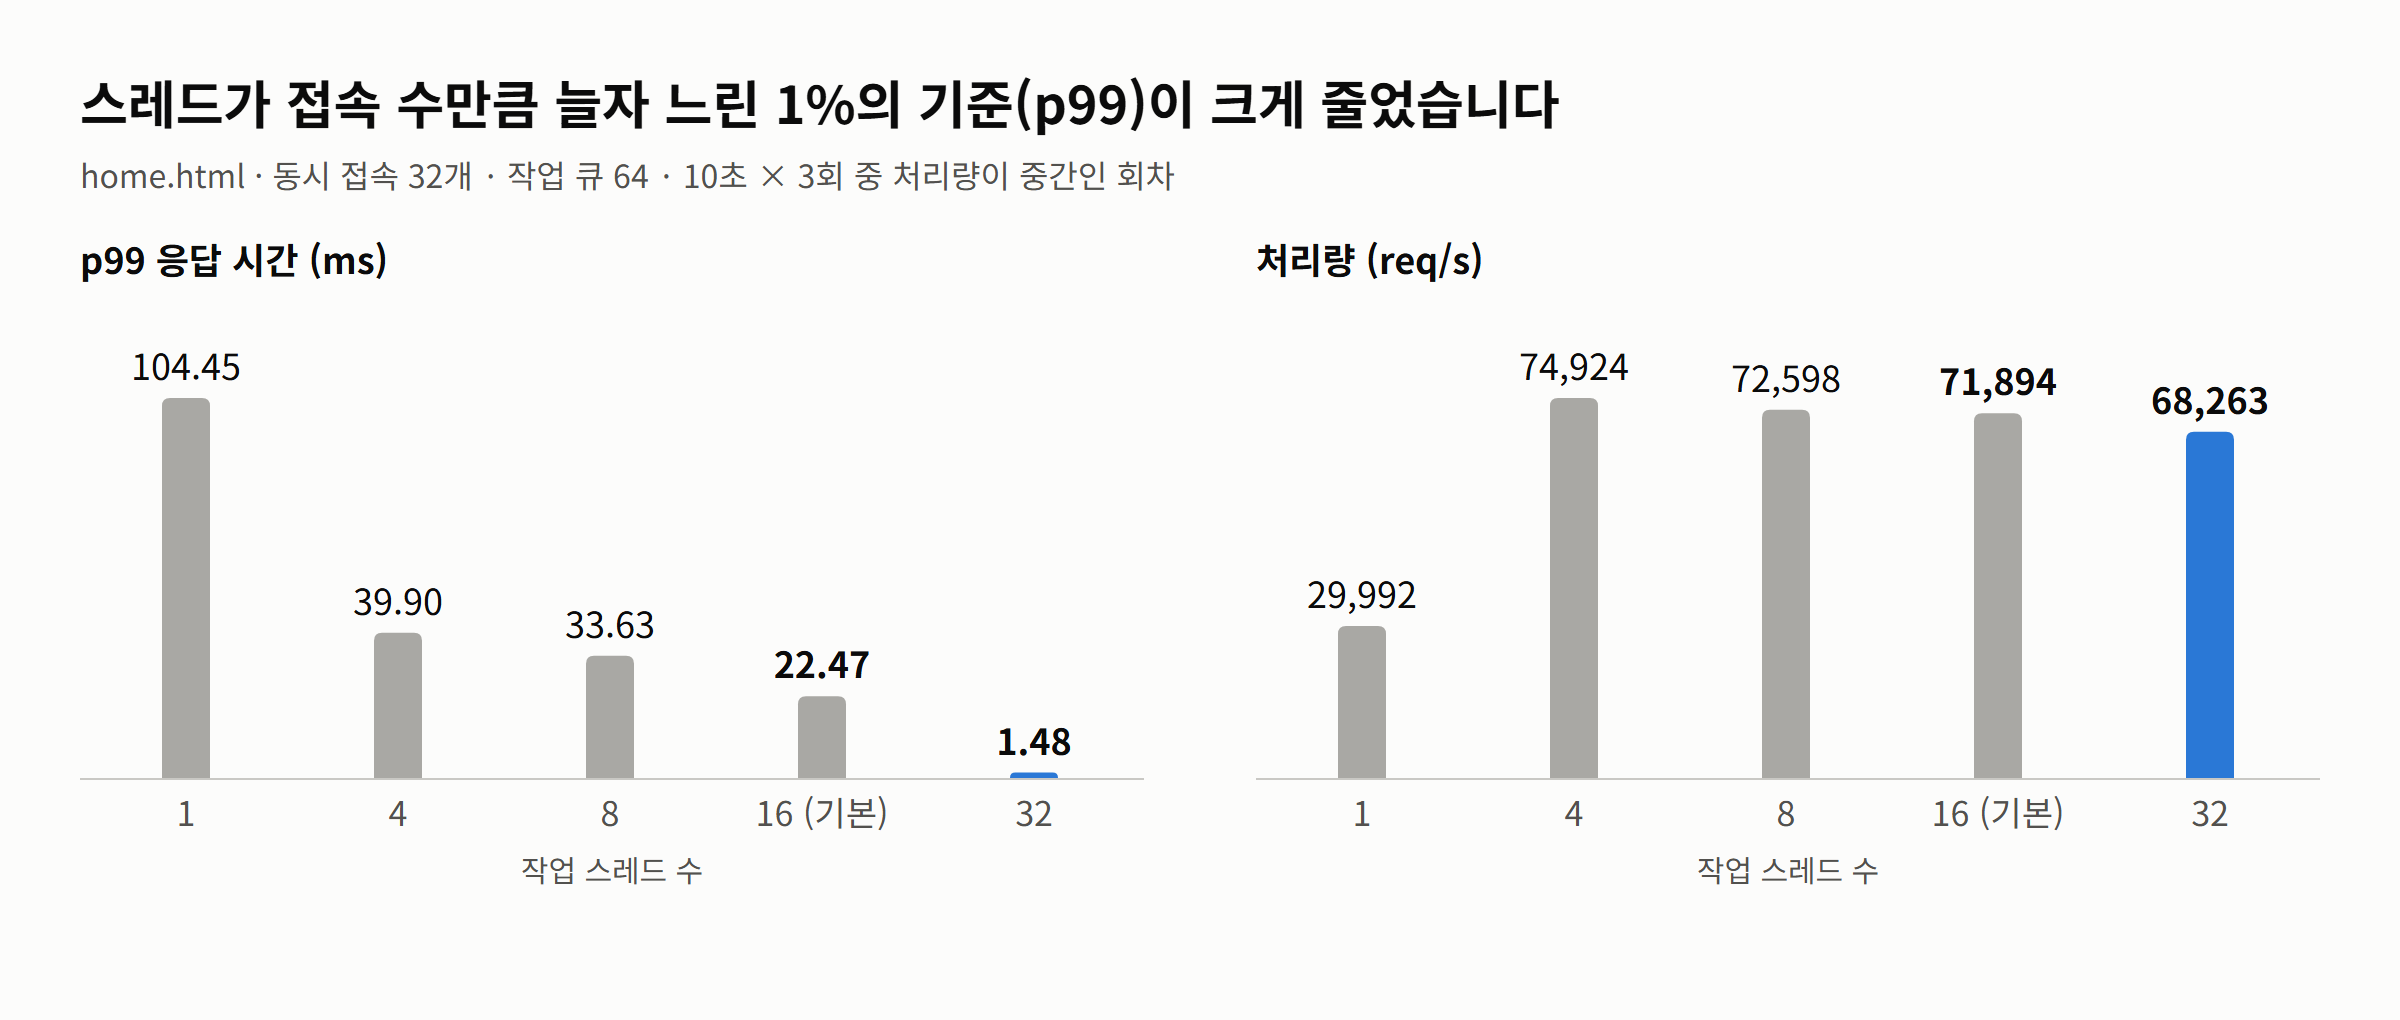 스레드가 접속 수만큼 늘자 느린 1%의 기준(p99)이 크게 줄었습니다
home.html · 동시 접속 32개 · 작업 큐 64 · 10초 × 3회 중 처리량이 중간인 회차
p99 응답 시간 (ms)
104.45
39.90
33.63
22.47
1.48
1
4
8
16 (기본)
32
작업 스레드 수
처리량 (req/s)
29,992
74,924
72,598
71,894
68,263
1
4
8
16 (기본)
32
작업 스레드 수